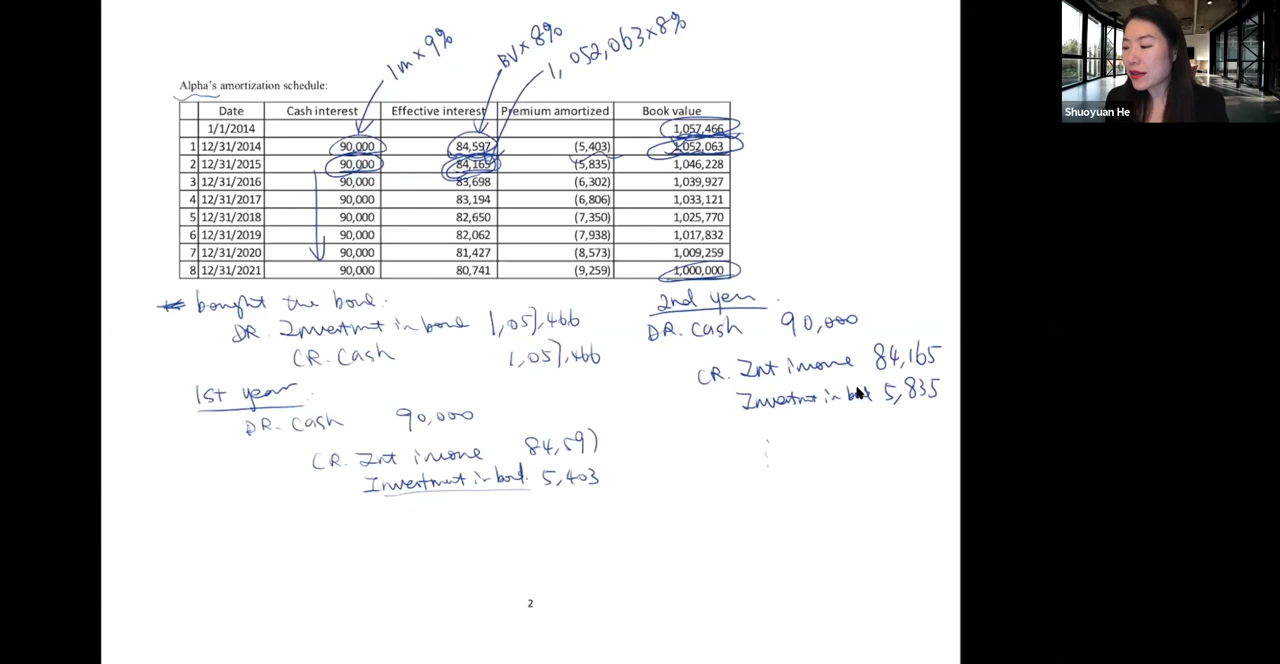 1m x 9%
BV x 8%
1,052,063 x 8%
Shuoyuan He
Alpha's amortization schedule:
Date Cash interest Effective interest Premium amortized Book value
1/1/2014 1,057,466
1 12/31/2014 90,000 84,597 (5,403) 1,052,063
2 12/31/2015 90,000 84,165 (5,835) 1,046,228
3 12/31/2016 90,000 83,698 (6,302) 1,039,927
4 12/31/2017 90,000 83,194 (6,806) 1,033,121
5 12/31/2018 90,000 82,650 (7,350) 1,025,770
6 12/31/2019 90,000 82,062 (7,938) 1,017,832
7 12/31/2020 90,000 81,427 (8,573) 1,009,259
8 12/31/2021 90,000 80,741 (9,259) 1,000,000
bought the bond:
DR. Investment in bond 1,057,466
CR. Cash 1,057,466
1st year
DR. Cash 90,000
CR. Int income 84,597
Investment in bond. 5,403
2nd year
DR. Cash 90,000
CR. Int income 84,165
Investment in bond 5,835
2